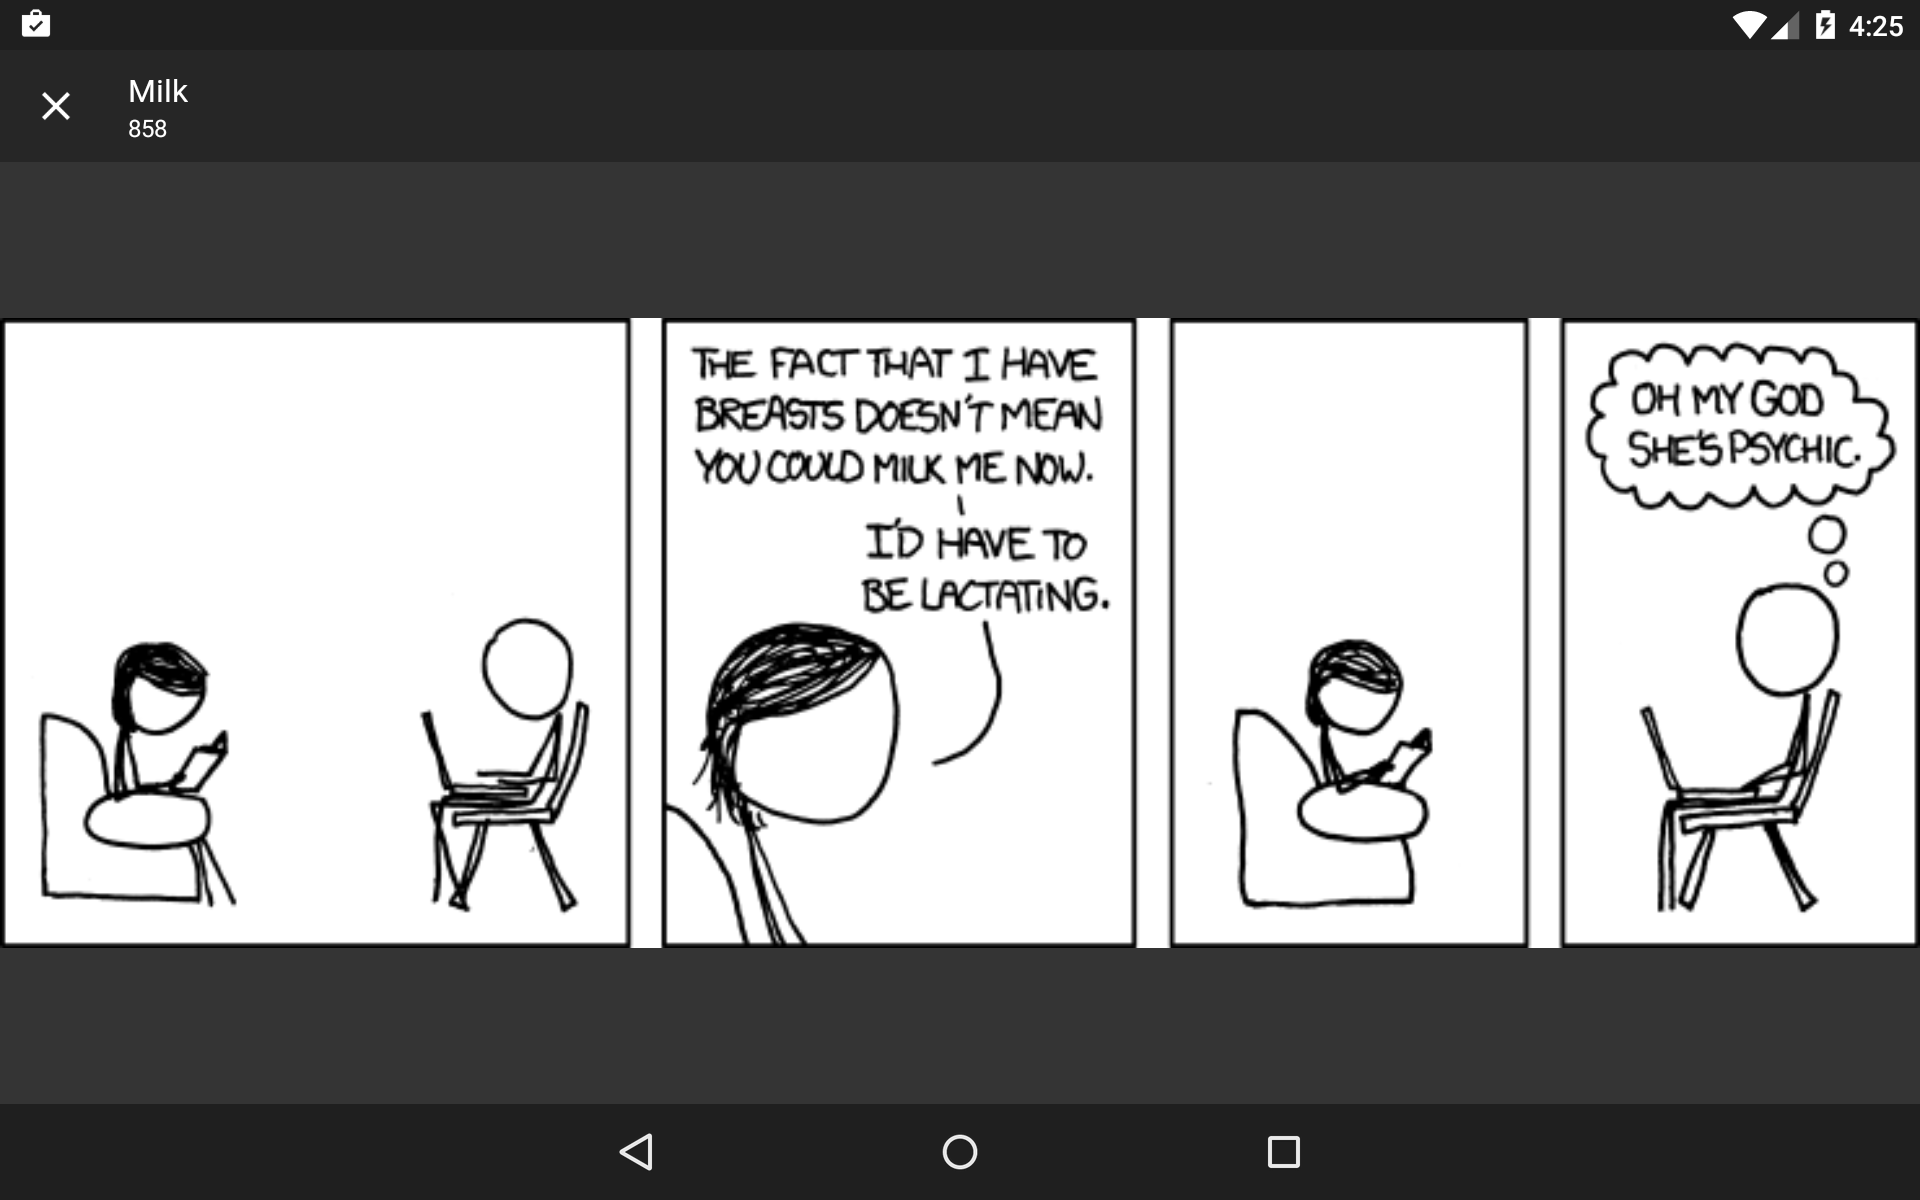 4:25
Milk
858
THE FACT THAT I HAVE
BREASTS DOESN'T MEAN
YOU COULD MILK ME NOW.
I'D HAVE TO
BE LACTATING.
OH MY GOD
SHE'S PSYCHIC.